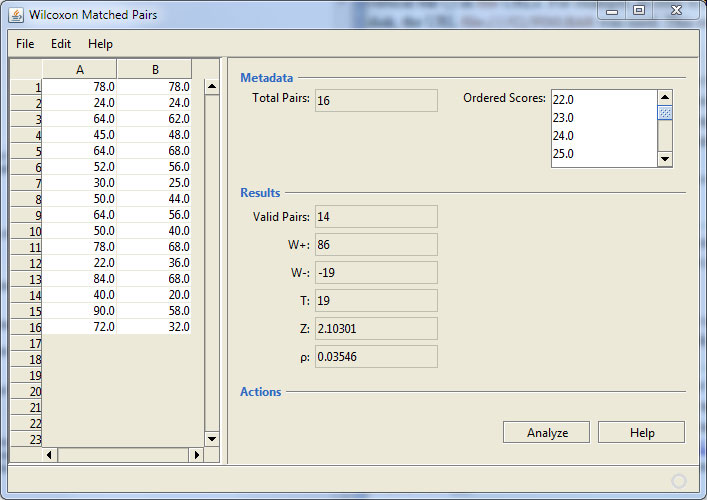 Wilcoxon Matched Pairs
File Edit Help
A B
1 78.0 78.0
2 24.0 24.0
3 64.0 62.0
4 45.0 48.0
5 64.0 68.0
6 52.0 56.0
7 30.0 25.0
8 50.0 44.0
9 64.0 56.0
10 50.0 40.0
11 78.0 68.0
12 22.0 36.0
13 84.0 68.0
14 40.0 20.0
15 90.0 58.0
16 72.0 32.0
17
18
19
20
21
22
23
Metadata
Total Pairs: 16
Ordered Scores: 22.0
23.0
24.0
25.0
Results
Valid Pairs: 14
W+: 86
W-: -19
T: 19
Z: 2.10301
ρ: 0.03546
Actions
Analyze Help